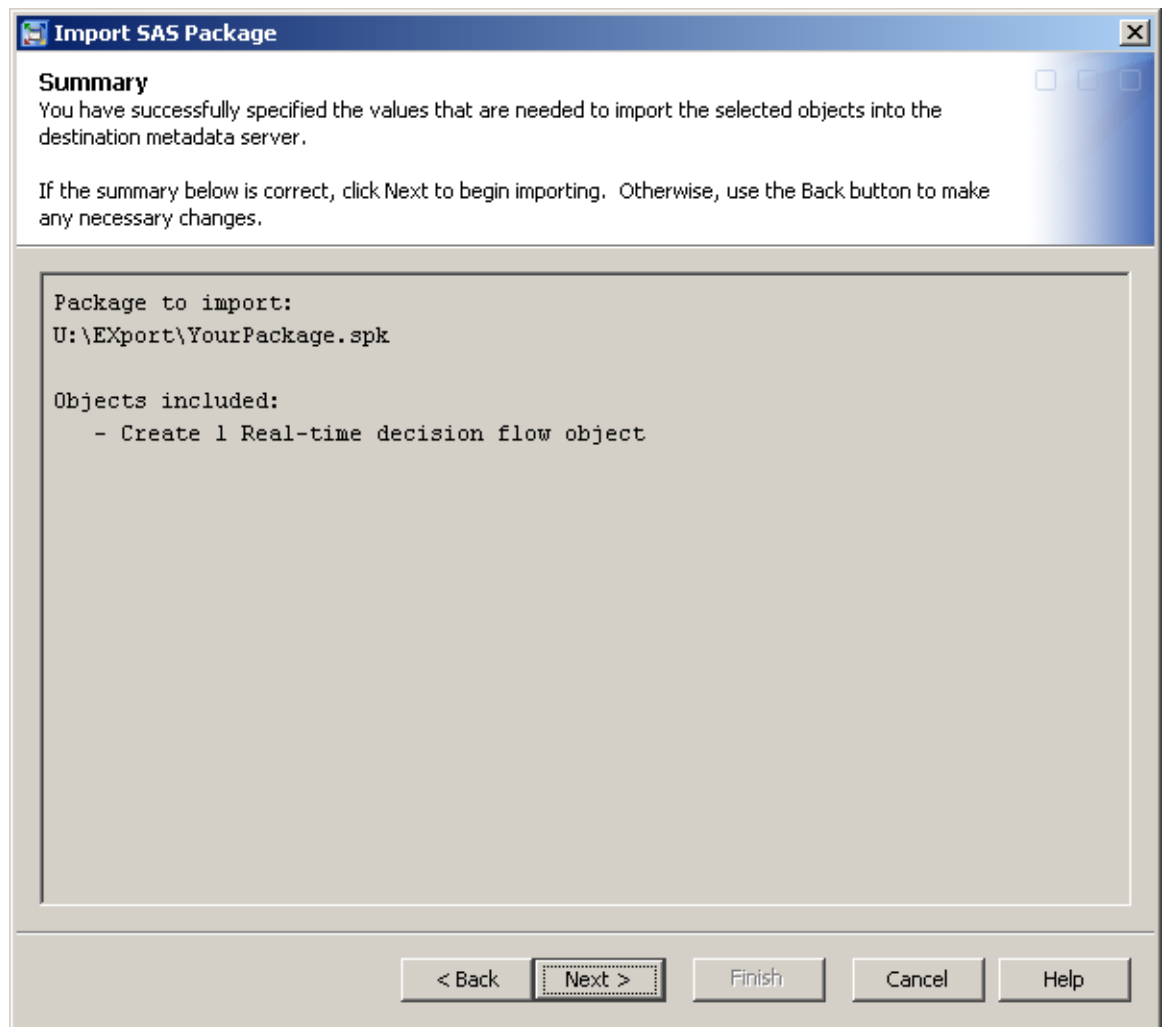 Import SAS Package
Summary
You have successfully specified the values that are needed to import the selected objects into the
destination metadata server.
If the summary below is correct, click Next to begin importing.  Otherwise, use the Back button to make
any necessary changes.
Package to import:
U:\EXport\YourPackage.spk
Objects included:
- Create 1 Real-time decision flow object
< Back
Next >
Finish
Cancel
Help